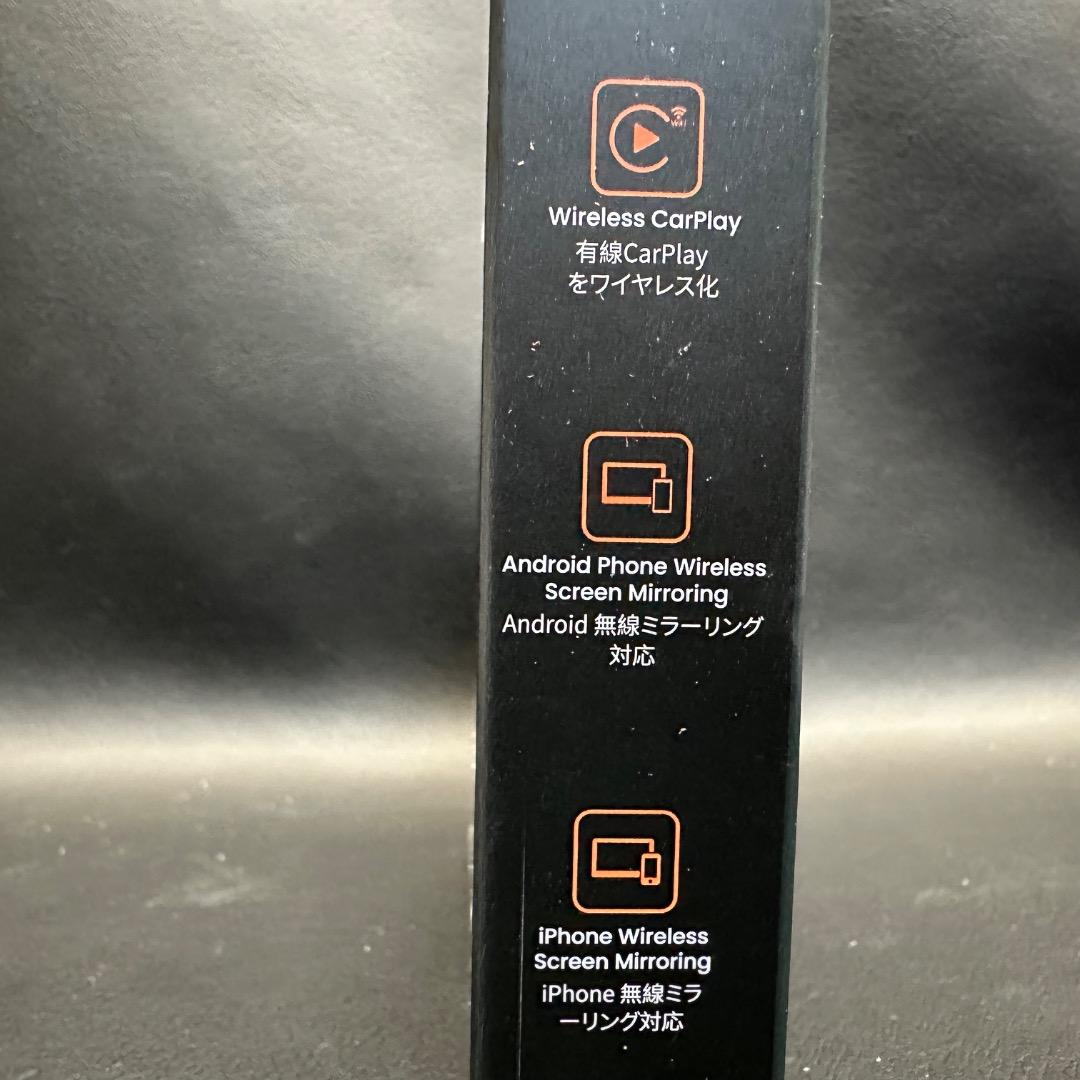 WiFi
Wireless CarPlay
有線CarPlay
をワイヤレス化
Android Phone Wireless
Screen Mirroring
Android 無線ミラーリング
対応
iPhone Wireless
Screen Mirroring
iPhone 無線ミラ
ーリング対応